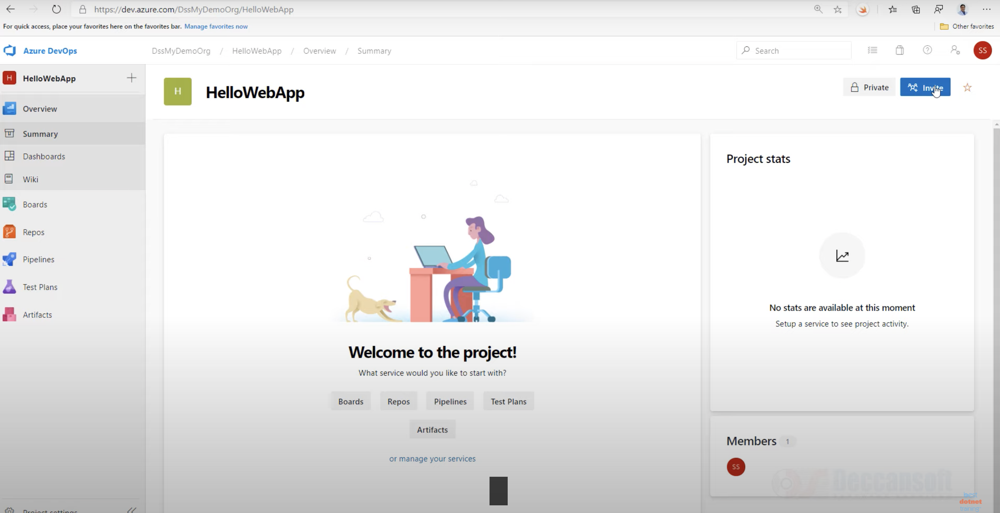 https://dev.azure.com/DssMyDemoOrg/HelloWebApp
For quick access, place your favorites here on the favorites bar. Manage favorites now
Other favorites
Azure DevOps
DssMyDemoOrg / HelloWebApp / Overview / Summary
Search
SS
H HelloWebApp
H HelloWebApp
Private
Invite
Overview
Summary
Dashboards
Wiki
Boards
Repos
Pipelines
Test Plans
Artifacts
Project settings
Welcome to the project!
What service would you like to start with?
Boards Repos Pipelines Test Plans
Artifacts
or manage your services
Project stats
No stats are available at this moment
Setup a service to see project activity.
Members 1
SS
Deccansoft
best
dotnet
training